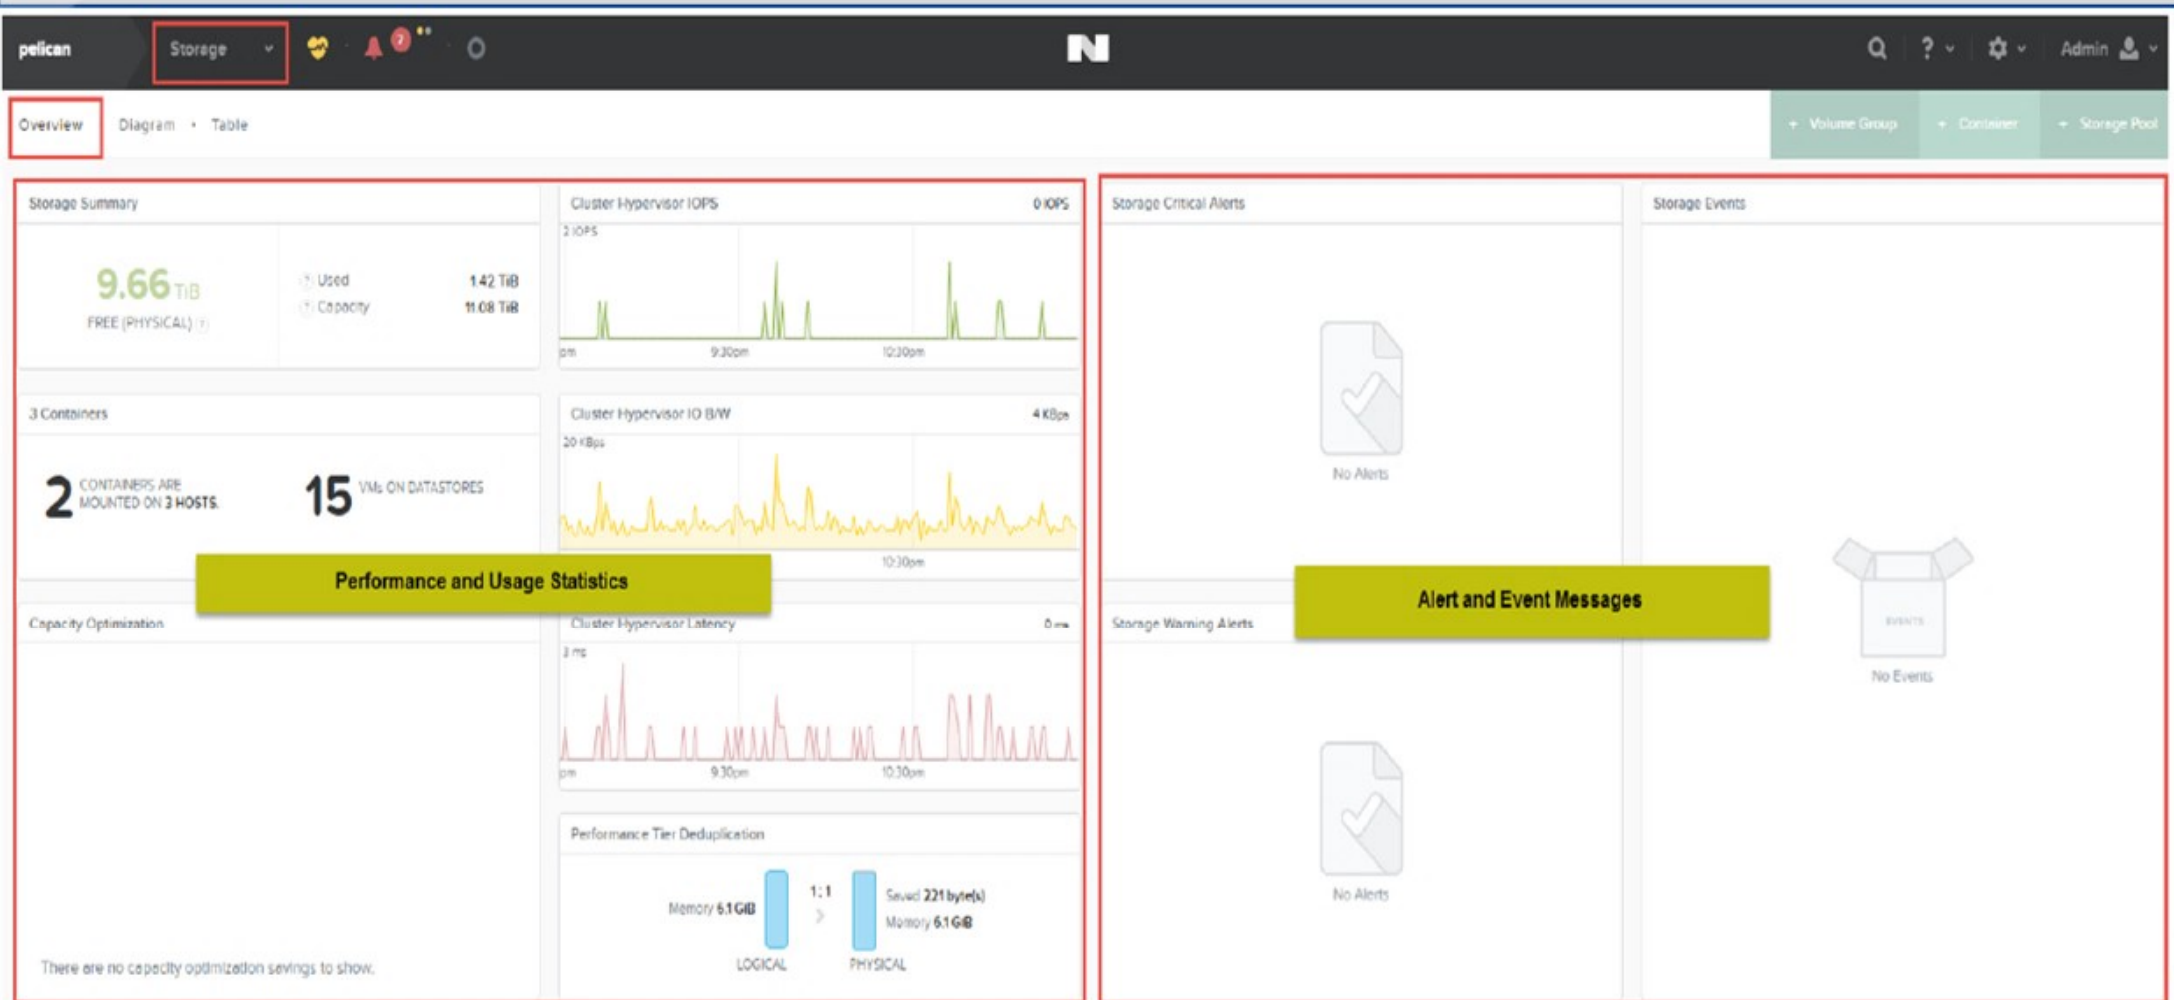 pelican
Storage
7
N
?
Admin
Overview
Diagram • Table
+ Volume Group
+ Container
+ Storage Pool
Storage Summary
9.66 TiB
FREE (PHYSICAL) ?
? Used 1.42 TiB
? Capacity 11.08 TiB
Cluster Hypervisor IOPS 0 IOPS
2 IOPS
pm 9:30pm 10:30pm
3 Containers
2 CONTAINERS ARE
MOUNTED ON 3 HOSTS.
15 VMs ON DATASTORES
Cluster Hypervisor IO B/W 4 KBps
20 KBps
10:30pm
Performance and Usage Statistics
Capacity Optimization
There are no capacity optimization savings to show.
Cluster Hypervisor Latency 0 ms
3 ms
pm 9:30pm 10:30pm
Performance Tier Deduplication
Memory 6.1 GiB
1 : 1
Saved 221 byte(s)
Memory 6.1 GiB
LOGICAL
PHYSICAL
Storage Critical Alerts
No Alerts
Alert and Event Messages
Storage Warning Alerts
No Alerts
Storage Events
EVENTS
No Events